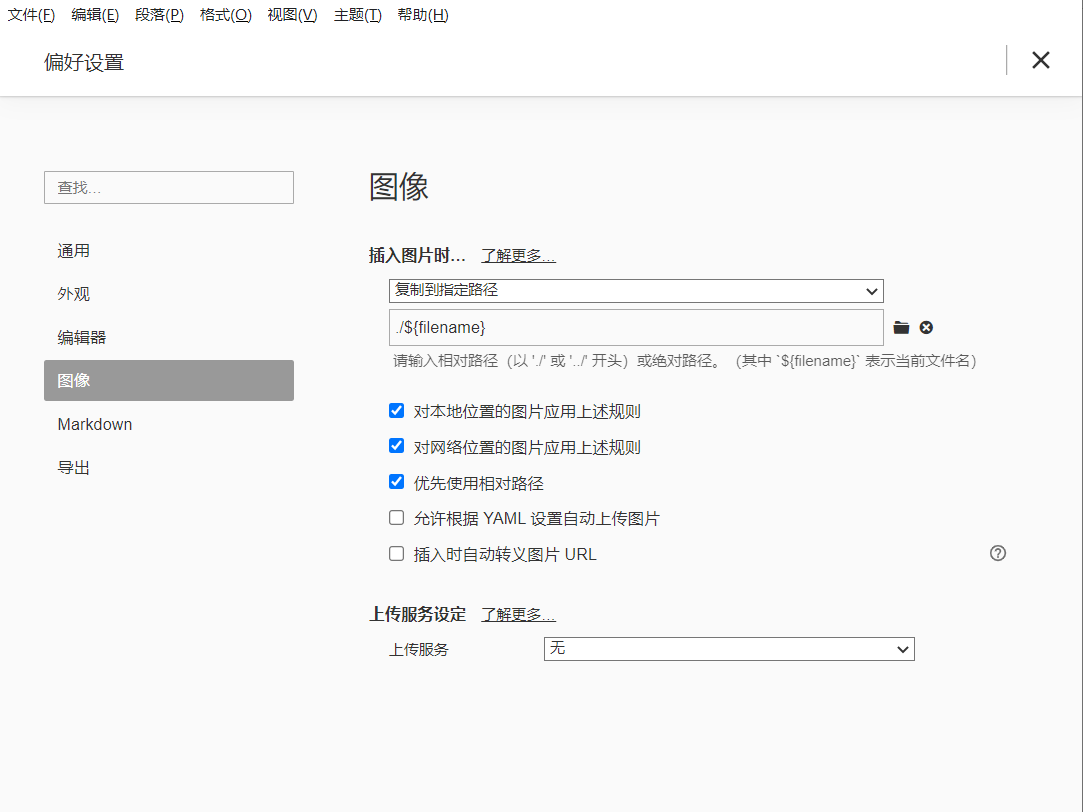 文件(F) 编辑(E) 段落(P) 格式(O) 视图(V) 主题(T) 帮助(H)
偏好设置
查找...
通用
外观
编辑器
图像
Markdown
导出
图像
插入图片时... 了解更多...
复制到指定路径
./${filename}
请输入相对路径（以 './' 或 '../' 开头）或绝对路径。（其中 `${filename}` 表示当前文件名）
对本地位置的图片应用上述规则
对网络位置的图片应用上述规则
优先使用相对路径
允许根据 YAML 设置自动上传图片
插入时自动转义图片 URL
上传服务设定 了解更多...
上传服务 无